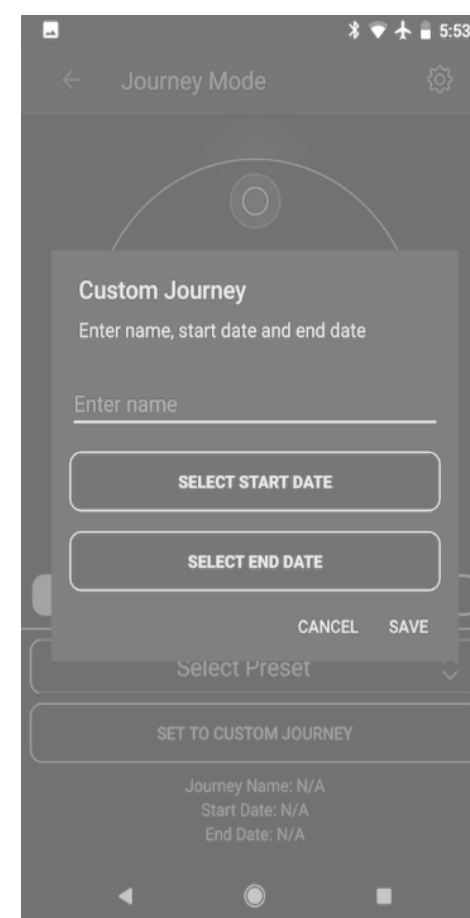 5:53
Journey Mode
Custom Journey
Enter name, start date and end date
Enter name
SELECT START DATE
SELECT END DATE
CANCEL SAVE
Select Preset
SET TO CUSTOM JOURNEY
Journey Name: N/A
Start Date: N/A
End Date: N/A